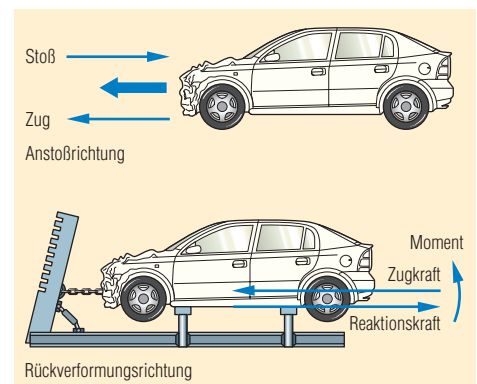 Stoß
Zug
Anstoßrichtung
Moment
Zugkraft
Reaktionskraft
Rückverformungsrichtung